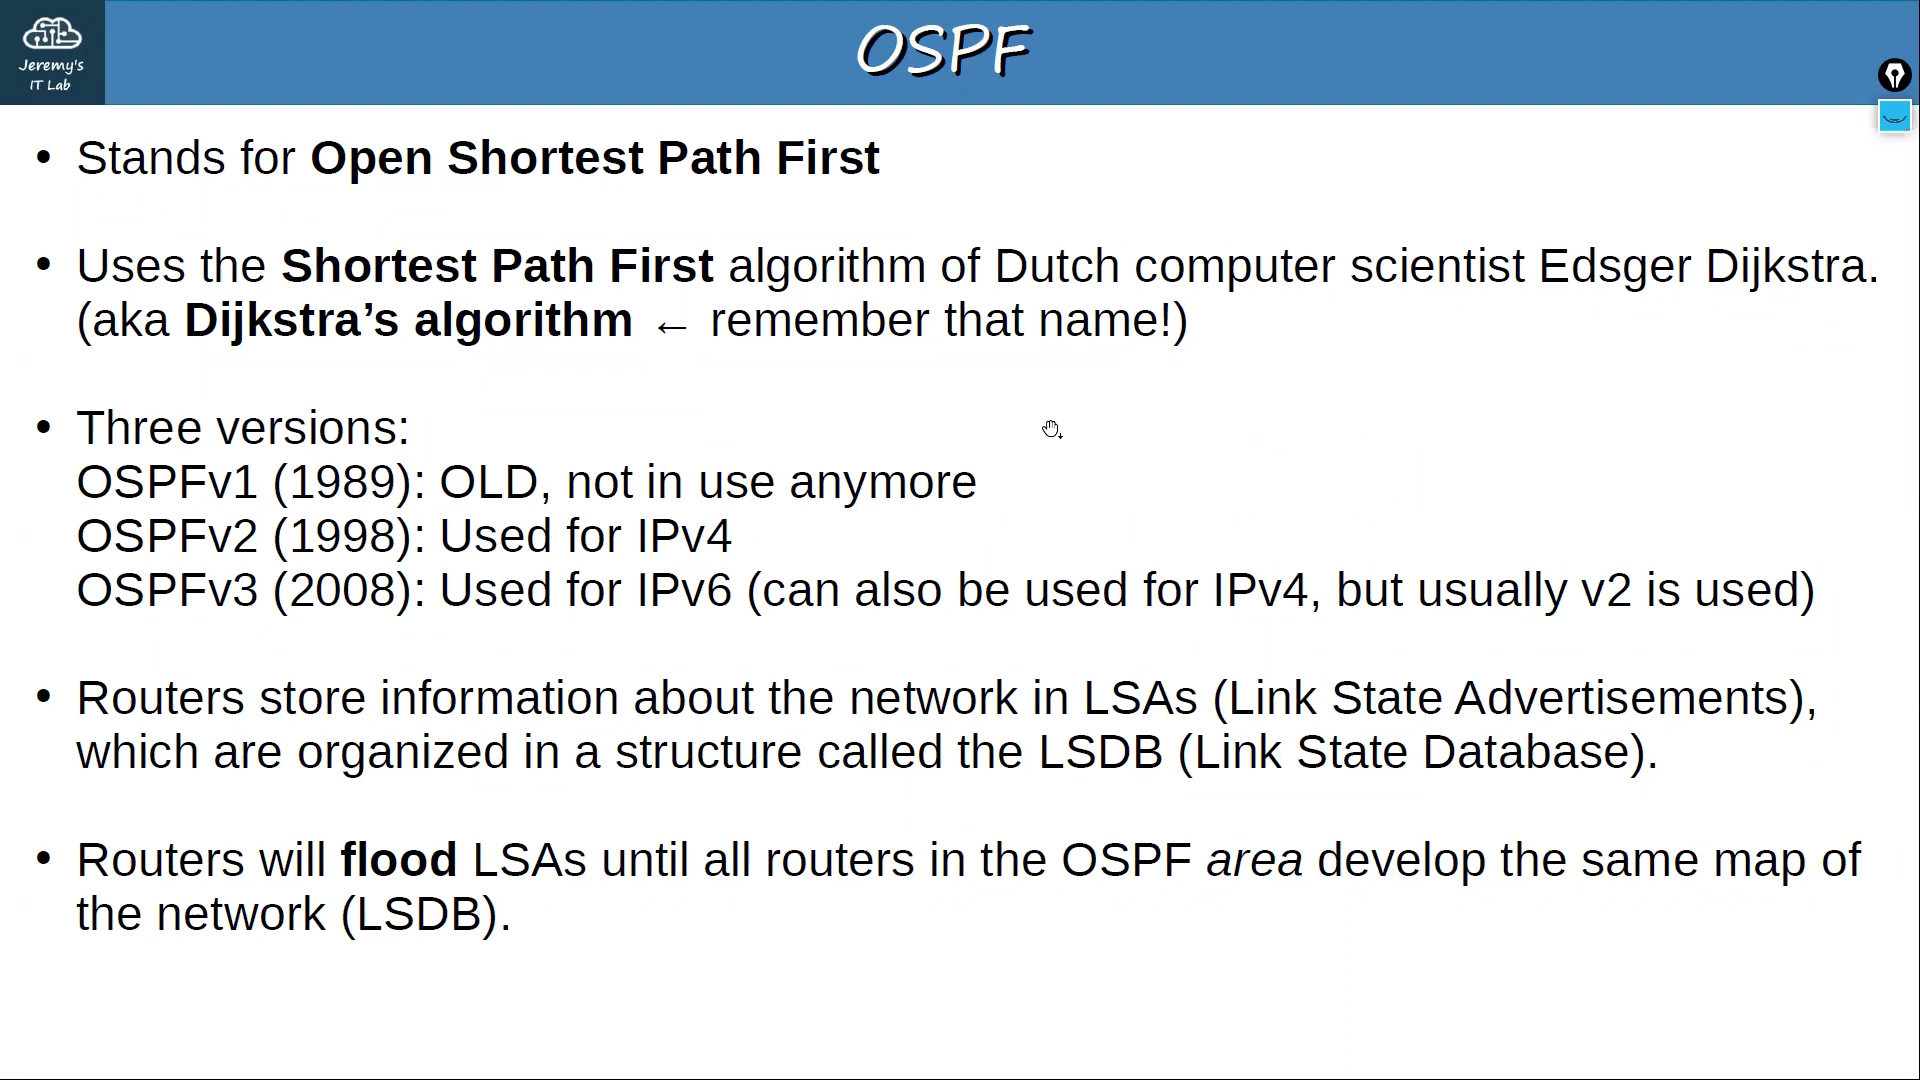 Jeremy's
IT Lab
OSPF
• Stands for Open Shortest Path First
• Uses the Shortest Path First algorithm of Dutch computer scientist Edsger Dijkstra.
(aka Dijkstra’s algorithm ← remember that name!)
• Three versions:
OSPFv1 (1989): OLD, not in use anymore
OSPFv2 (1998): Used for IPv4
OSPFv3 (2008): Used for IPv6 (can also be used for IPv4, but usually v2 is used)
• Routers store information about the network in LSAs (Link State Advertisements),
which are organized in a structure called the LSDB (Link State Database).
• Routers will flood LSAs until all routers in the OSPF area develop the same map of
the network (LSDB).